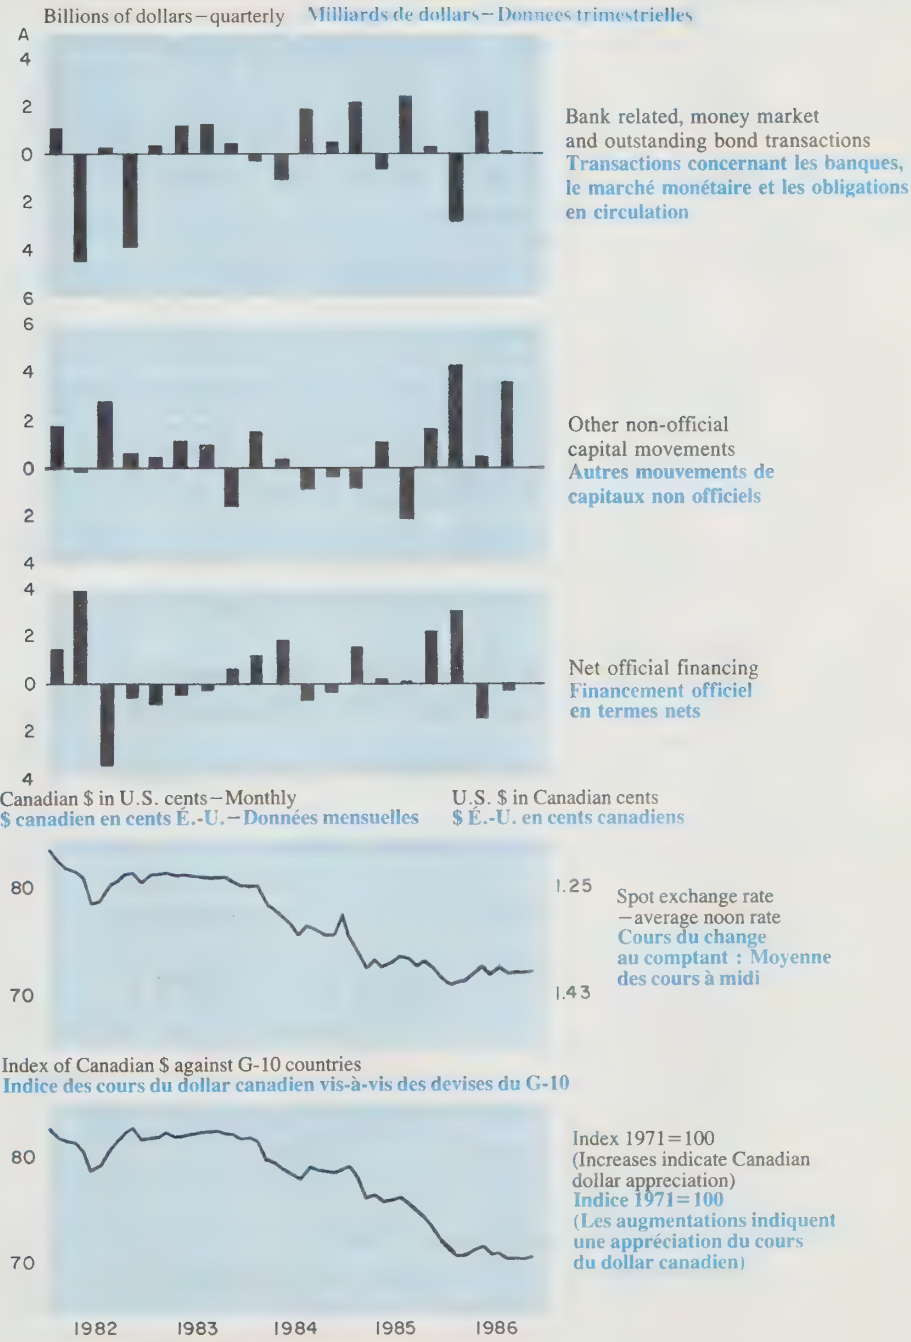 Billions of dollars–quarterly Milliards de dollars–Données trimestrielles
A
4
2
0
2
4
6
Bank related, money market
and outstanding bond transactions
Transactions concernant les banques,
le marché monétaire et les obligations
en circulation
6
4
2
0
2
4
Other non-official
capital movements
Autres mouvements de
capitaux non officiels
4
2
0
2
4
Net official financing
Financement officiel
en termes nets
Canadian $ in U.S. cents–Monthly
$ canadien en cents É.-U.–Données mensuelles
U.S. $ in Canadian cents
$ É.-U. en cents canadiens
80
70
1.25
1.43
Spot exchange rate
–average noon rate
Cours du change
au comptant : Moyenne
des cours à midi
Index of Canadian $ against G-10 countries
Indice des cours du dollar canadien vis-à-vis des devises du G-10
80
70
Index 1971=100
(Increases indicate Canadian
dollar appreciation)
Indice 1971=100
(Les augmentations indiquent
une appréciation du cours
du dollar canadien)
1982 1983 1984 1985 1986